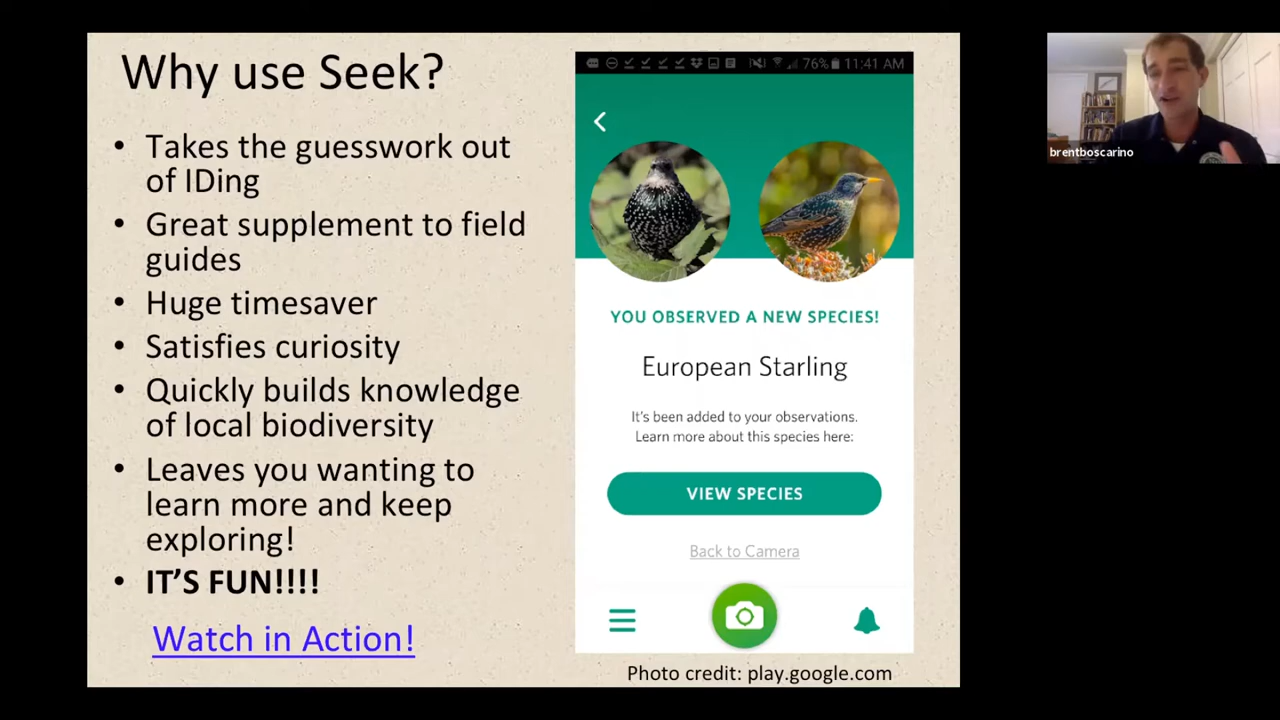 Why use Seek?
• Takes the guesswork out
of IDing
• Great supplement to field
guides
• Huge timesaver
• Satisfies curiosity
• Quickly builds knowledge
of local biodiversity
• Leaves you wanting to
learn more and keep
exploring!
• IT'S FUN!!!!
Watch in Action!
76% 11:41 AM
YOU OBSERVED A NEW SPECIES!
European Starling
It's been added to your observations.
Learn more about this species here:
VIEW SPECIES
Back to Camera
Photo credit: play.google.com
brentboscarino